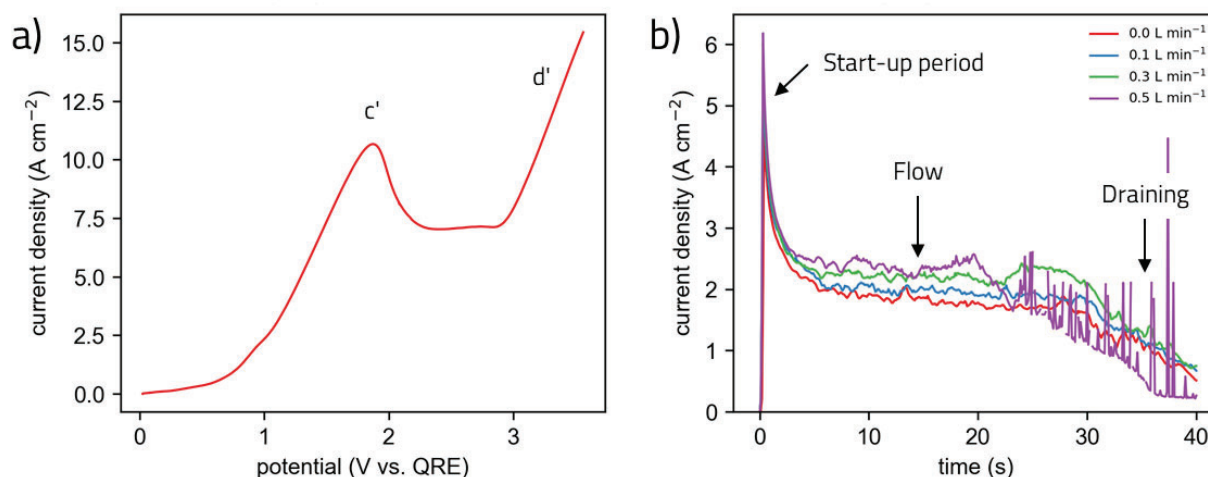 a)
current density (A cm⁻²)
15.0
12.5
10.0
7.5
5.0
2.5
0.0
c'
d'
0
1
2
3
potential (V vs. QRE)
b)
current density (A cm⁻²)
6
5
4
3
2
1
0
Start-up period
Flow
Draining
0.0 L min⁻¹
0.1 L min⁻¹
0.3 L min⁻¹
0.5 L min⁻¹
0
10
20
30
40
time (s)